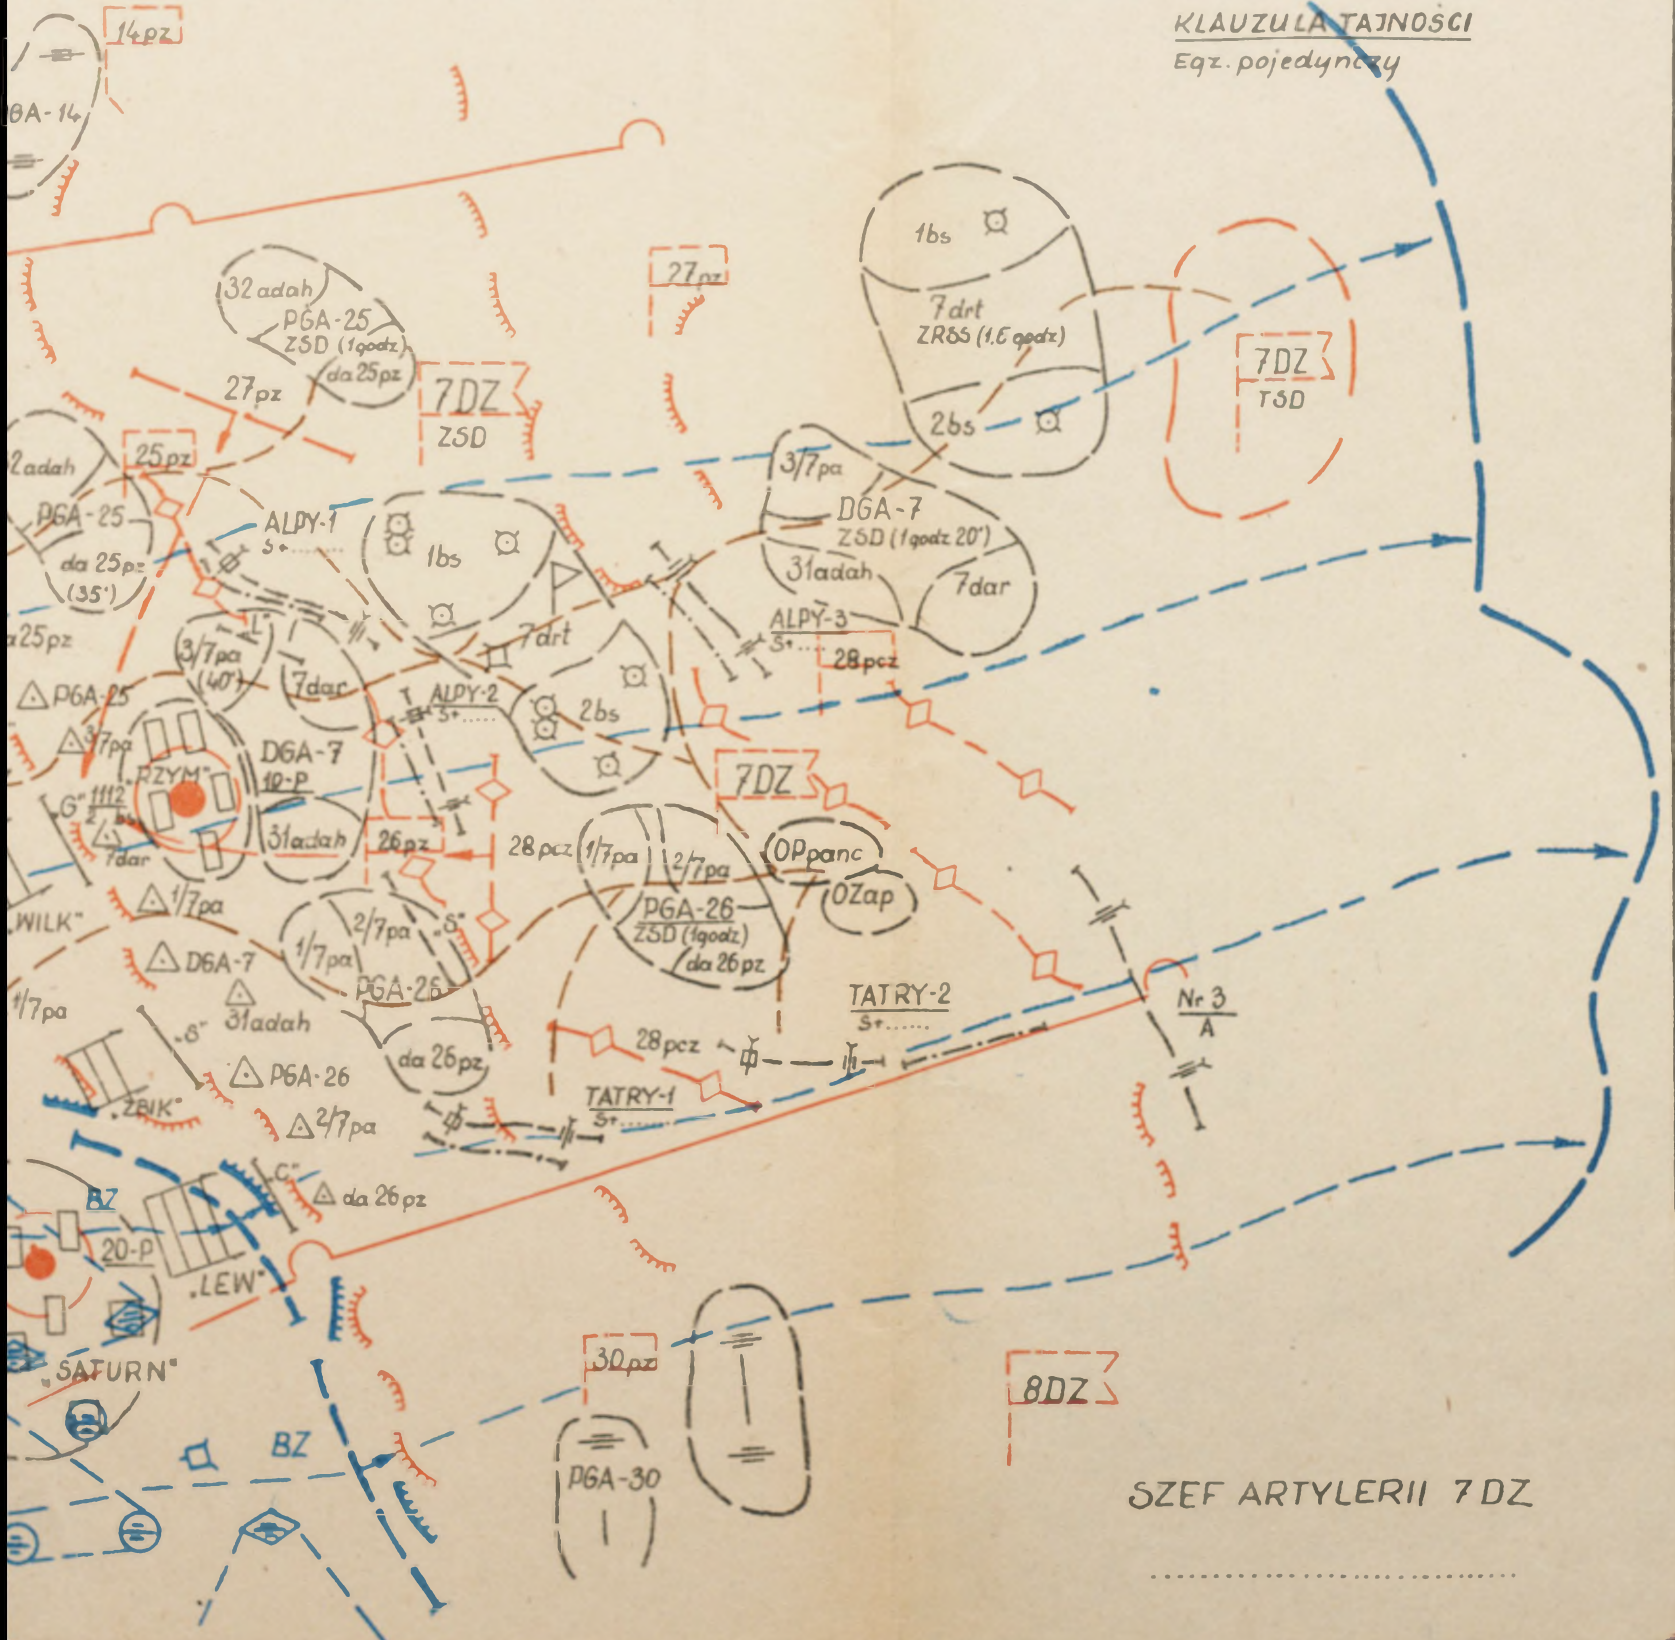 KLAUZULA TAJNOŚCI
Egz. pojedynczy
14pz
GA-14
1bs
7drt
ZRSS (1.5 godz)
2bs
27pz
32adah
PGA-25
ZSD (1godz)
da25pz
7DZ
TSD
27pz
7DZ
ZSD
25pz
2adah
PGA-25
da 25pz
(35')
3/7pa
DGA-7
ZSD (1godz 20')
31adah
7dar
ALPY-1
S+......
1bs
ALPY-3
S+....
28pcz
7drt
a25pz
3/7pa
(40')
"L"
7dar
ALPY-2
S+......
2bs
PGA-25
3/7pa
"RZYM"
DGA-7
10-P
7DZ
"G"
1112
7dar
31adah
26pz
28pcz
1/7pa
2/7pa
OPpanc
OZap
PGA-26
ZSD (1godz)
da 26pz
"WILK"
1/7pa
2/7pa
"S"
1/7pa
PGA-26
DGA-7
31adah
1/7pa
TATRY-2
S+......
Nr 3
A
"S"
da 26pz
28pcz
PGA-26
TATRY-1
S+......
"ŻBIK"
2/7pa
"C"
da 26pz
BZ
20-P
"LEW"
"SATURN"
30pz
8DZ
BZ
PGA-30
SZEF ARTYLERII 7DZ
......................................